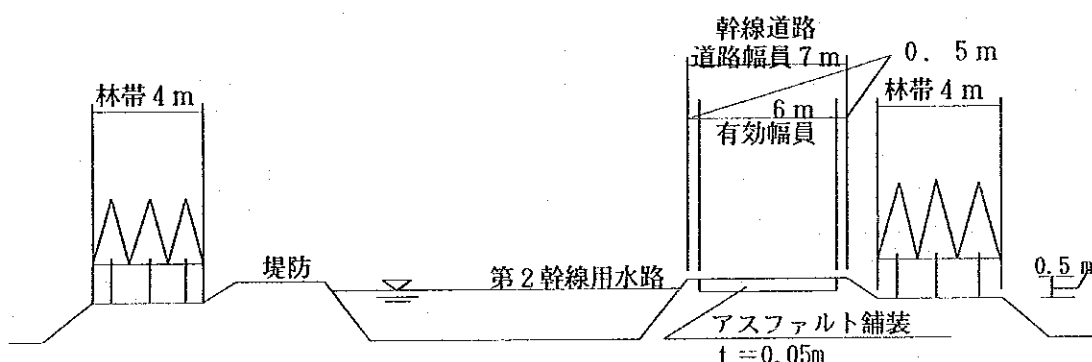 幹線道路
道路幅員7m
0.5m
林帯4m
林帯4m
6m
有効幅員
堤防
第2幹線用水路
0.5m
アスファルト舗装
t=0.05m